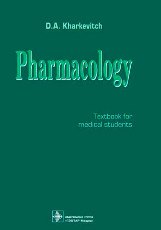 D.A. Kharkevitch
Pharmacology
Textbook for
medical students